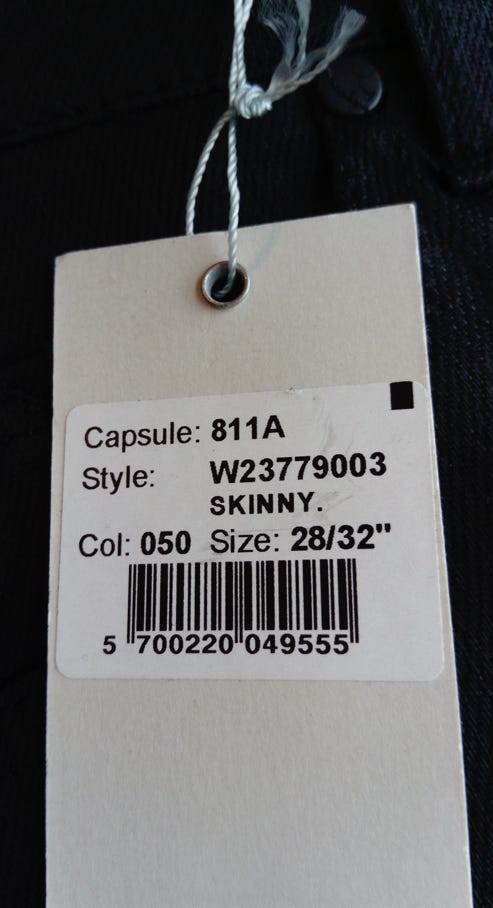 Capsule: 811A
Style: W23779003
SKINNY.
Col: 050 Size: 28/32"
5 700220 049555